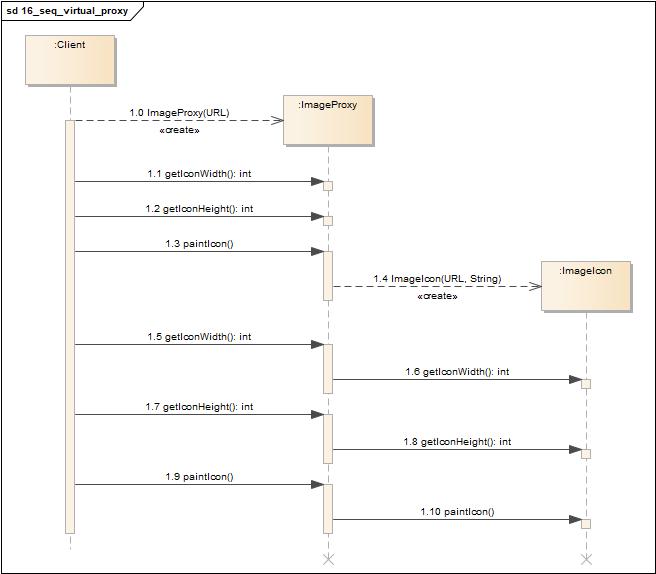 sd 16_seq_virtual_proxy
:Client
:ImageProxy
1.0 ImageProxy(URL)
«create»
1.1 getIconWidth(): int
1.2 getIconHeight(): int
1.3 paintIcon()
:ImageIcon
1.4 ImageIcon(URL, String)
«create»
1.5 getIconWidth(): int
1.6 getIconWidth(): int
1.7 getIconHeight(): int
1.8 getIconHeight(): int
1.9 paintIcon()
1.10 paintIcon()